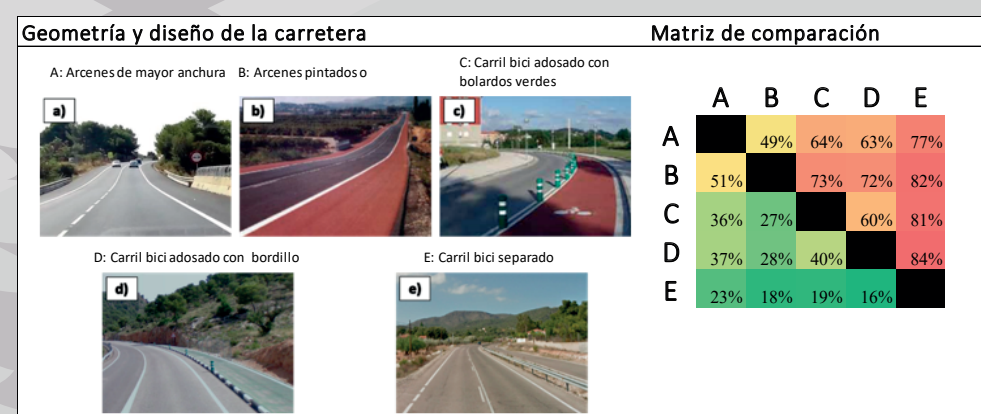 Geometría y diseño de la carretera
Matriz de comparación
A: Arcenes de mayor anchura
B: Arcenes pintados o
C: Carril bici adosado con
bolardos verdes
a)
b)
c)
D: Carril bici adosado con bordillo
E: Carril bici separado
d)
e)
A B C D E
A 49% 64% 63% 77%
B 51% 73% 72% 82%
C 36% 27% 60% 81%
D 37% 28% 40% 84%
E 23% 18% 19% 16%